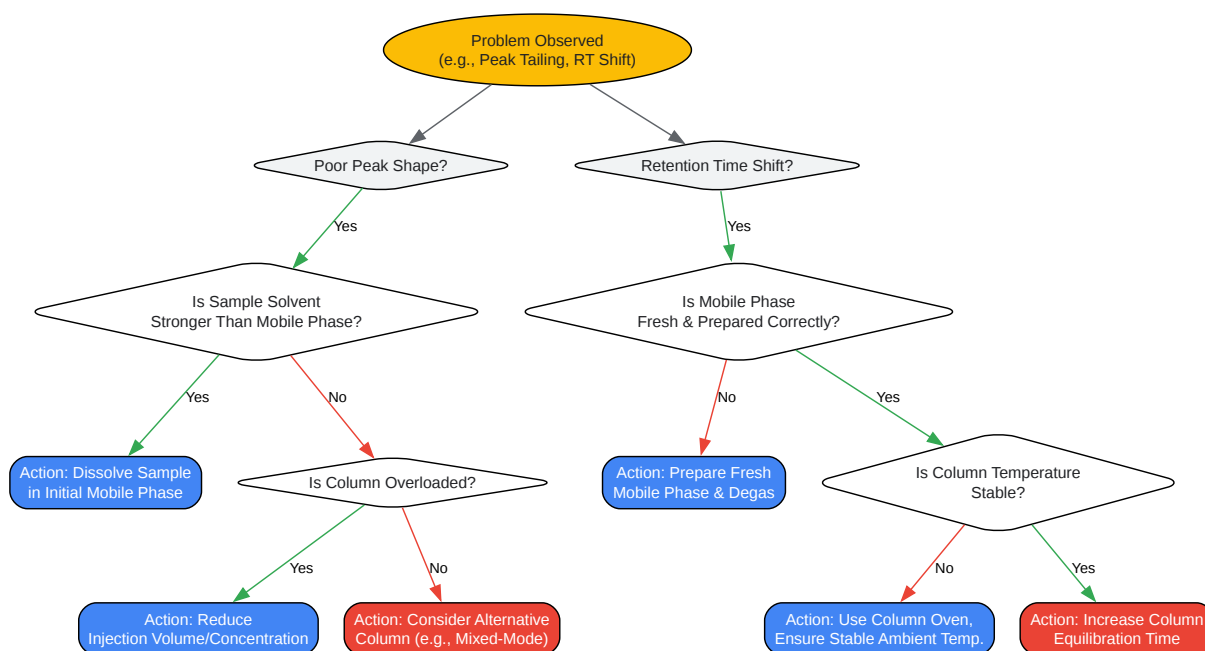 Problem Observed
(e.g., Peak Tailing, RT Shift)
Poor Peak Shape?
Retention Time Shift?
Yes
Yes
Is Sample Solvent
Stronger Than Mobile Phase?
Is Mobile Phase
Fresh & Prepared Correctly?
Yes
No
No
Yes
Action: Dissolve Sample
in Initial Mobile Phase
Is Column Overloaded?
Action: Prepare Fresh
Mobile Phase & Degas
Is Column Temperature
Stable?
Yes
No
No
Yes
Action: Reduce
Injection Volume/Concentration
Action: Consider Alternative
Column (e.g., Mixed-Mode)
Action: Use Column Oven,
Ensure Stable Ambient Temp.
Action: Increase Column
Equilibration Time